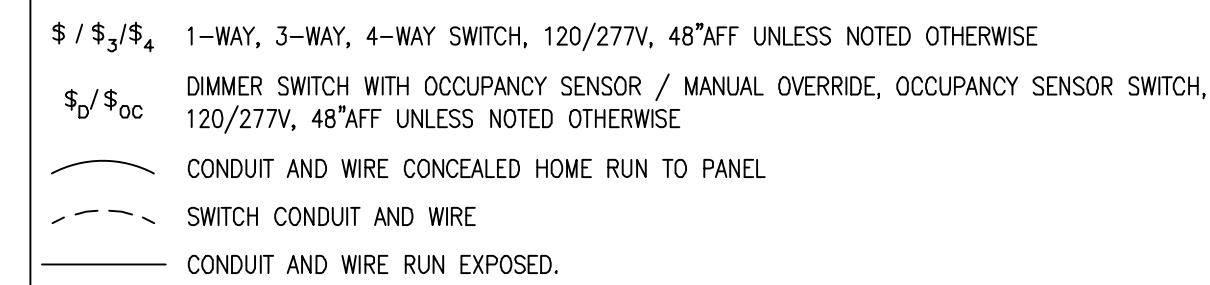 $ / $₃/$₄ 1-WAY, 3-WAY, 4-WAY SWITCH, 120/277V, 48"AFF UNLESS NOTED OTHERWISE
$D/$OC DIMMER SWITCH WITH OCCUPANCY SENSOR / MANUAL OVERRIDE, OCCUPANCY SENSOR SWITCH,
120/277V, 48"AFF UNLESS NOTED OTHERWISE
CONDUIT AND WIRE CONCEALED HOME RUN TO PANEL
SWITCH CONDUIT AND WIRE
CONDUIT AND WIRE RUN EXPOSED.